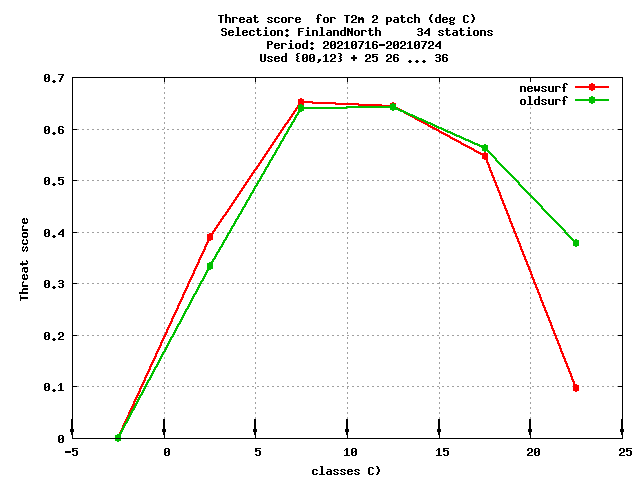 Threat score  for T2m 2 patch (deg C)
Selection: FinlandNorth     34 stations
Period: 20210716-20210724
Used {00,12} + 25 26 ... 36
newsurf
oldsurf
0.7
0.6
0.5
0.4
0.3
0.2
0.1
0
Threat score
-5 0 5 10 15 20 25
classes C)